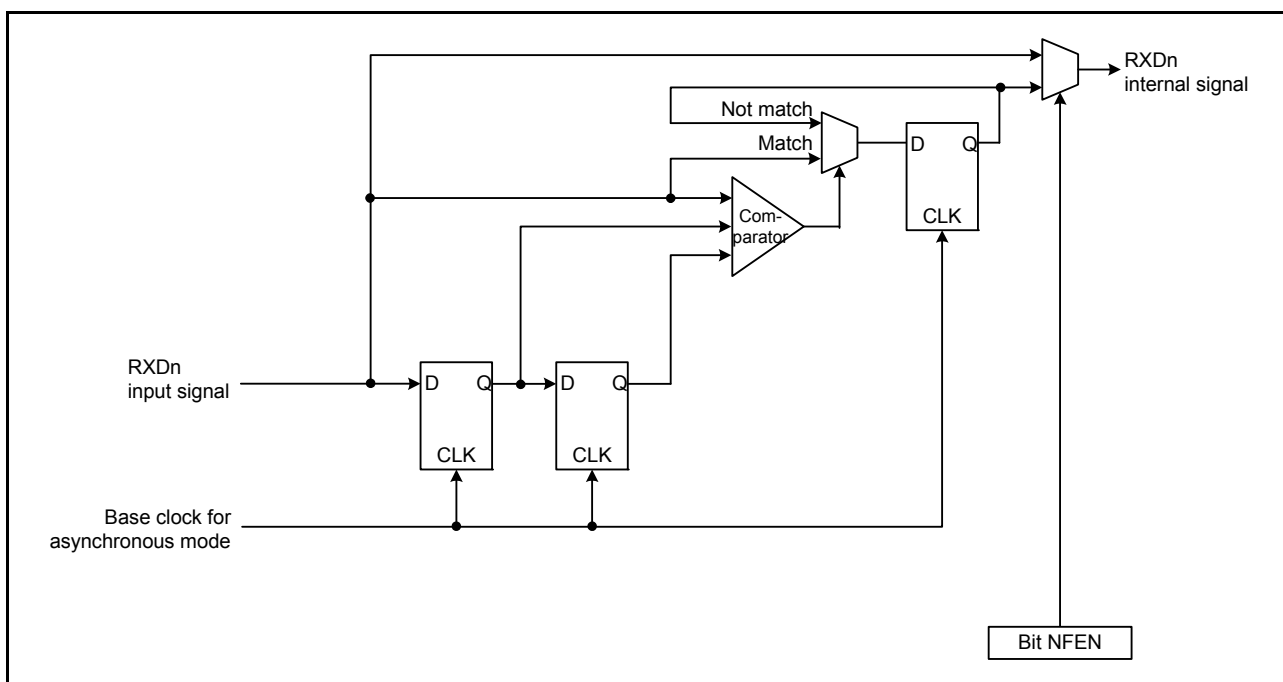 RXDn
internal signal
Not match
Match
D
Q
CLK
Com-
parator
RXDn
input signal
D
Q
CLK
D
Q
CLK
Base clock for
asynchronous mode
Bit NFEN